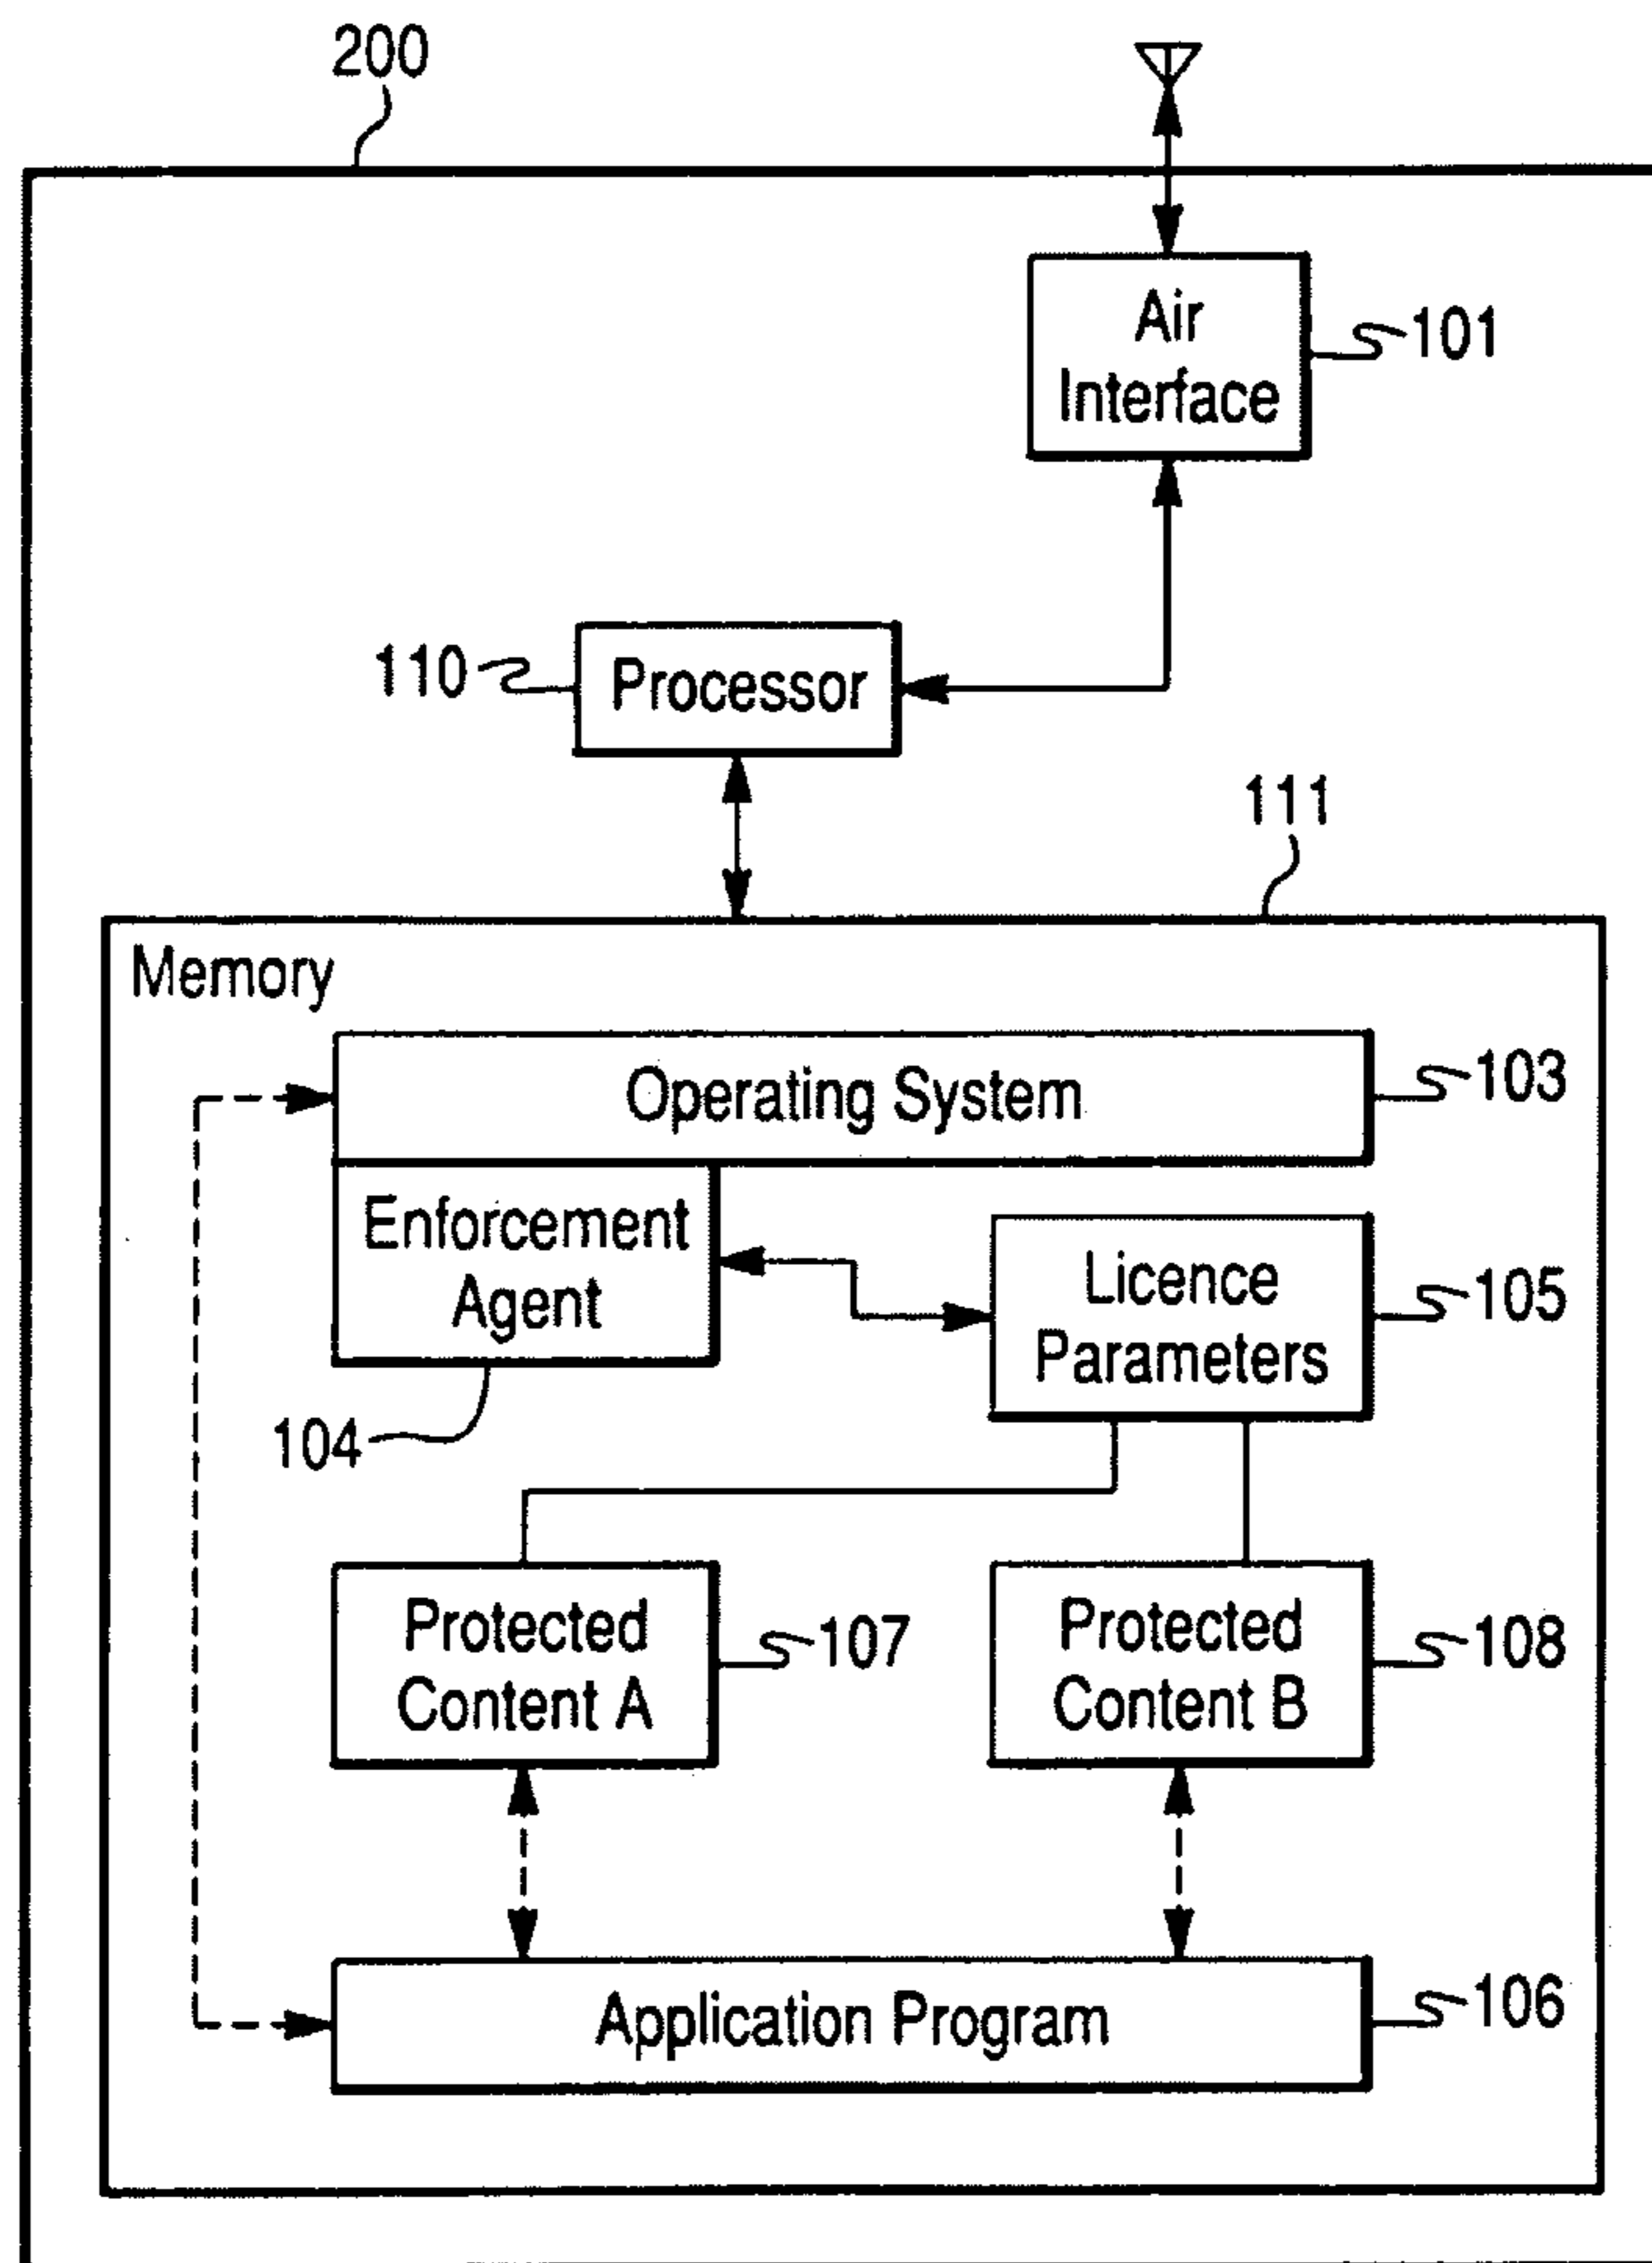 200
Air
Interface
101
110
Processor
111
Memory
Operating System
103
Enforcement
Agent
Licence
Parameters
105
104
Protected
Content A
107
Protected
Content B
108
Application Program
106